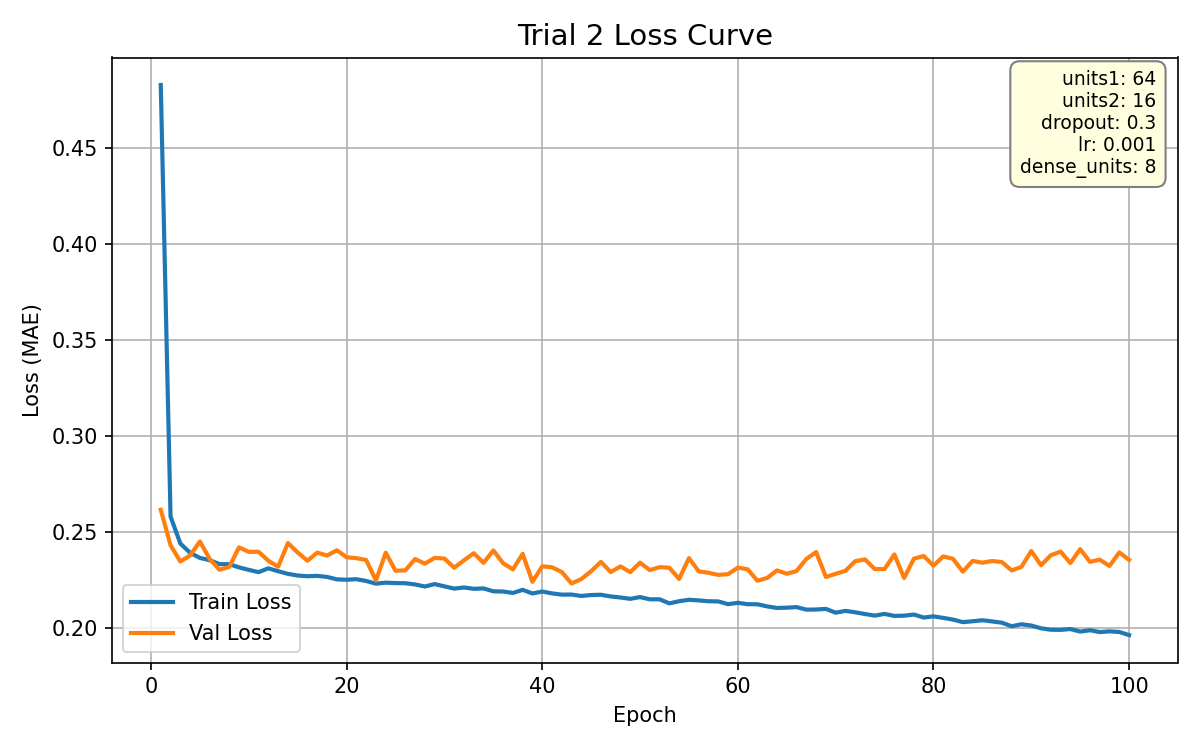 Trial 2 Loss Curve
units1: 64
units2: 16
dropout: 0.3
lr: 0.001
dense_units: 8
Loss (MAE)
0.45
0.40
0.35
0.30
0.25
0.20
Train Loss
Val Loss
0 20 40 60 80 100
Epoch